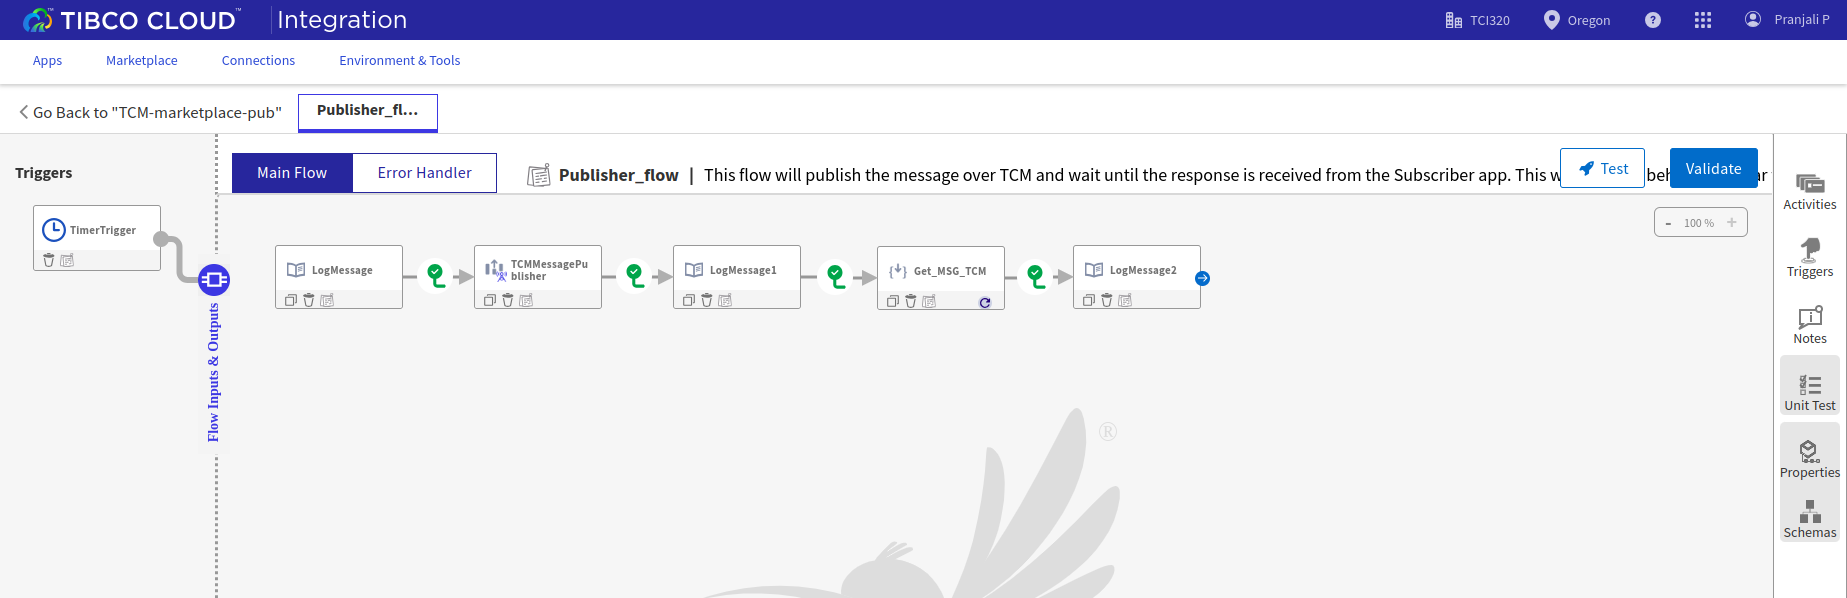 TIBCO CLOUD™ Integration
TCI320
Oregon
?
Pranjali P
Apps
Marketplace
Connections
Environment & Tools
Go Back to "TCM-marketplace-pub"
Publisher_fl...
Triggers
Main Flow
Error Handler
Publisher_flow | This flow will publish the message over TCM and wait until the response is received from the Subscriber app. This w
Test
Validate
- 100 % +
TimerTrigger
Flow Inputs & Outputs
LogMessage
TCMMessagePu
blisher
LogMessage1
Get_MSG_TCM
LogMessage2
®
Activities
Triggers
Notes
Unit Test
Properties
Schemas